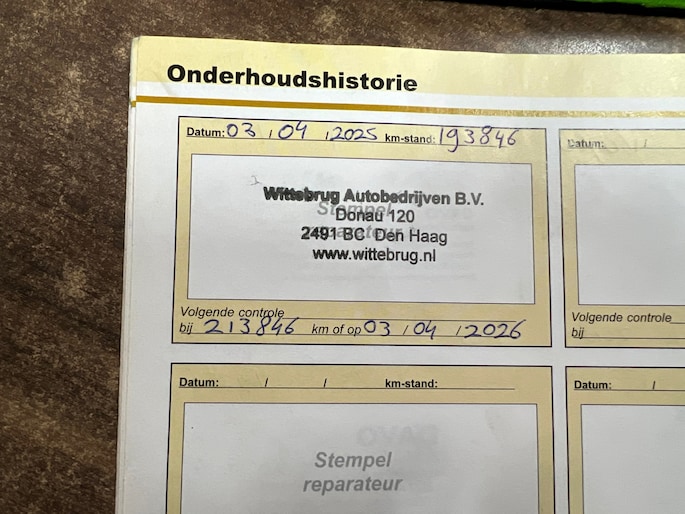 Onderhoudshistorie
Datum: 03 / 04 / 2025 km-stand: 193846
Wittebrug Autobedrijven B.V.
Stempel
Donau 120
reparateur
2491 BC Den Haag
www.wittebrug.nl
Volgende controle
bij 213846 km of op 03 / 04 / 2026
Datum: /
Volgende controle
bij
Datum: / / km-stand:
Stempel
reparateur
Datum: /